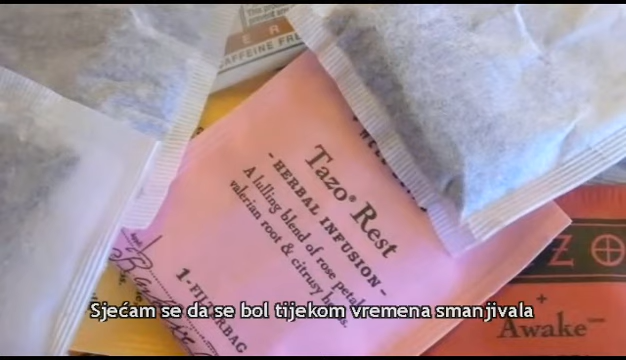 CAFFEINE FREE
Tazo® Rest
- HERBAL INFUSION -
A lulling blend of rose petals,
valerian root & citrusy herbs.
1-FILTERBAG
ZO
+
Awake™
Sjećam se da se bol tijekom vremena smanjivala